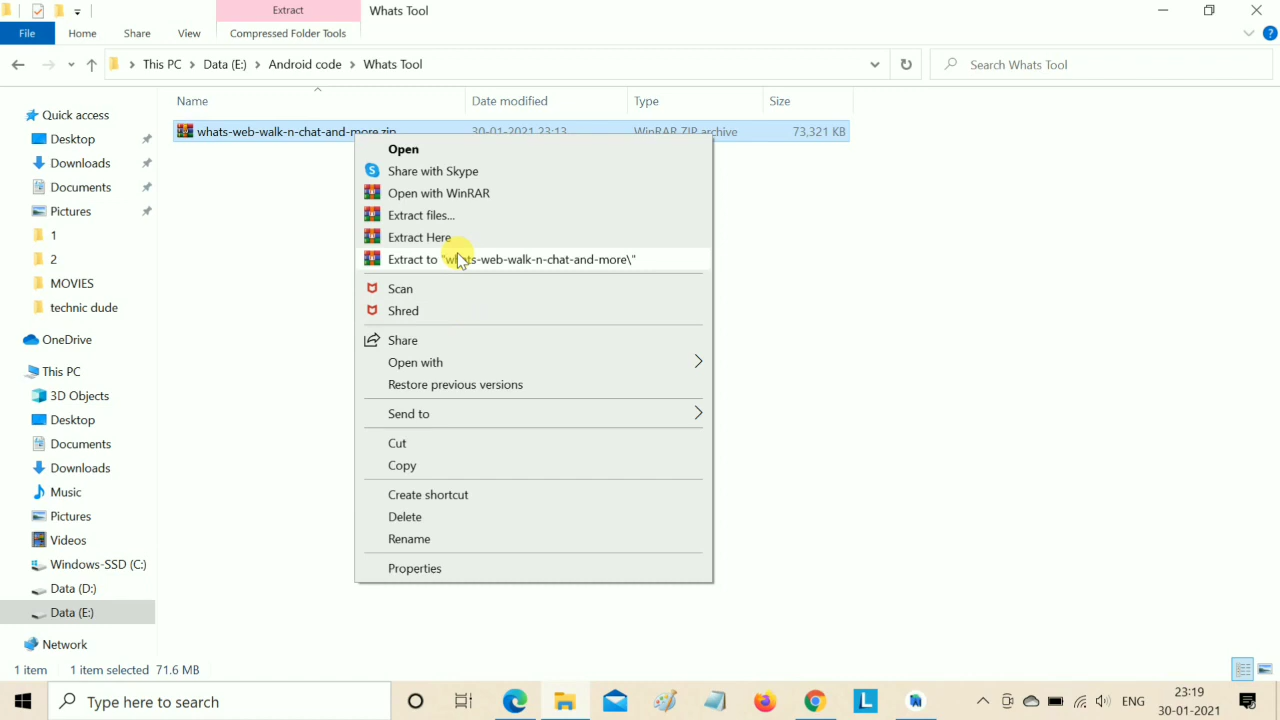 Extract
Whats Tool
File
Home
Share
View
Compressed Folder Tools
This PC
Data (E:)
Android code
Whats Tool
Search Whats Tool
Name
Date modified
Type
Size
whats-web-walk-n-chat-and-more.zip
30-01-2021 23:13
WinRAR ZIP archive
73,321 KB
Quick access
Desktop
Downloads
Documents
Pictures
1
2
MOVIES
technic dude
OneDrive
This PC
3D Objects
Desktop
Documents
Downloads
Music
Pictures
Videos
Windows-SSD (C:)
Data (D:)
Data (E:)
Network
Open
Share with Skype
Open with WinRAR
Extract files...
Extract Here
Extract to "whats-web-walk-n-chat-and-more\"
Scan
Shred
Share
Open with
Restore previous versions
Send to
Cut
Copy
Create shortcut
Delete
Rename
Properties
1 item
1 item selected 71.6 MB
Type here to search
L
ENG
23:19
30-01-2021